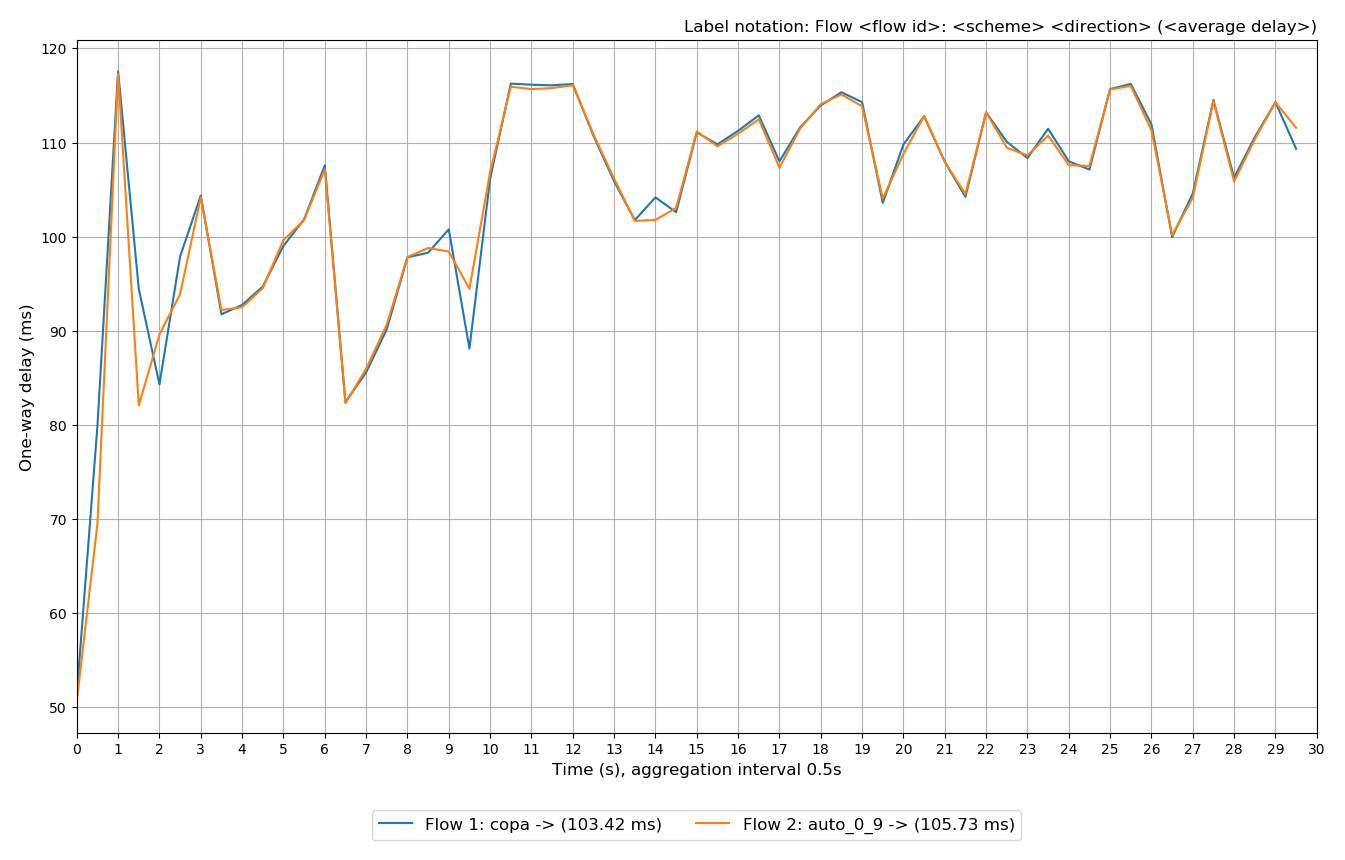 Label notation: Flow <flow id>: <scheme> <direction> (<average delay>)
120
110
100
90
80
70
60
50
One-way delay (ms)
0 1 2 3 4 5 6 7 8 9 10 11 12 13 14 15 16 17 18 19 20 21 22 23 24 25 26 27 28 29 30
Time (s), aggregation interval 0.5s
Flow 1: copa -> (103.42 ms) Flow 2: auto_0_9 -> (105.73 ms)